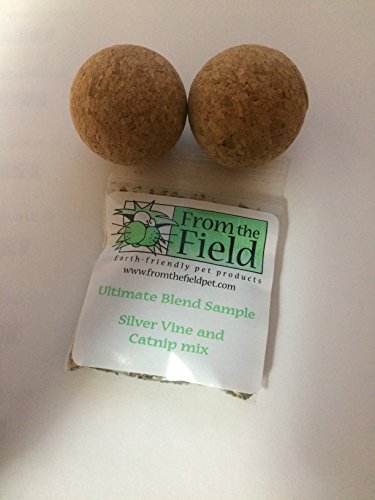 From the
Field
Earth-friendly pet products
www.fromthefieldpet.com
Ultimate Blend Sample
Silver Vine and
Catnip mix